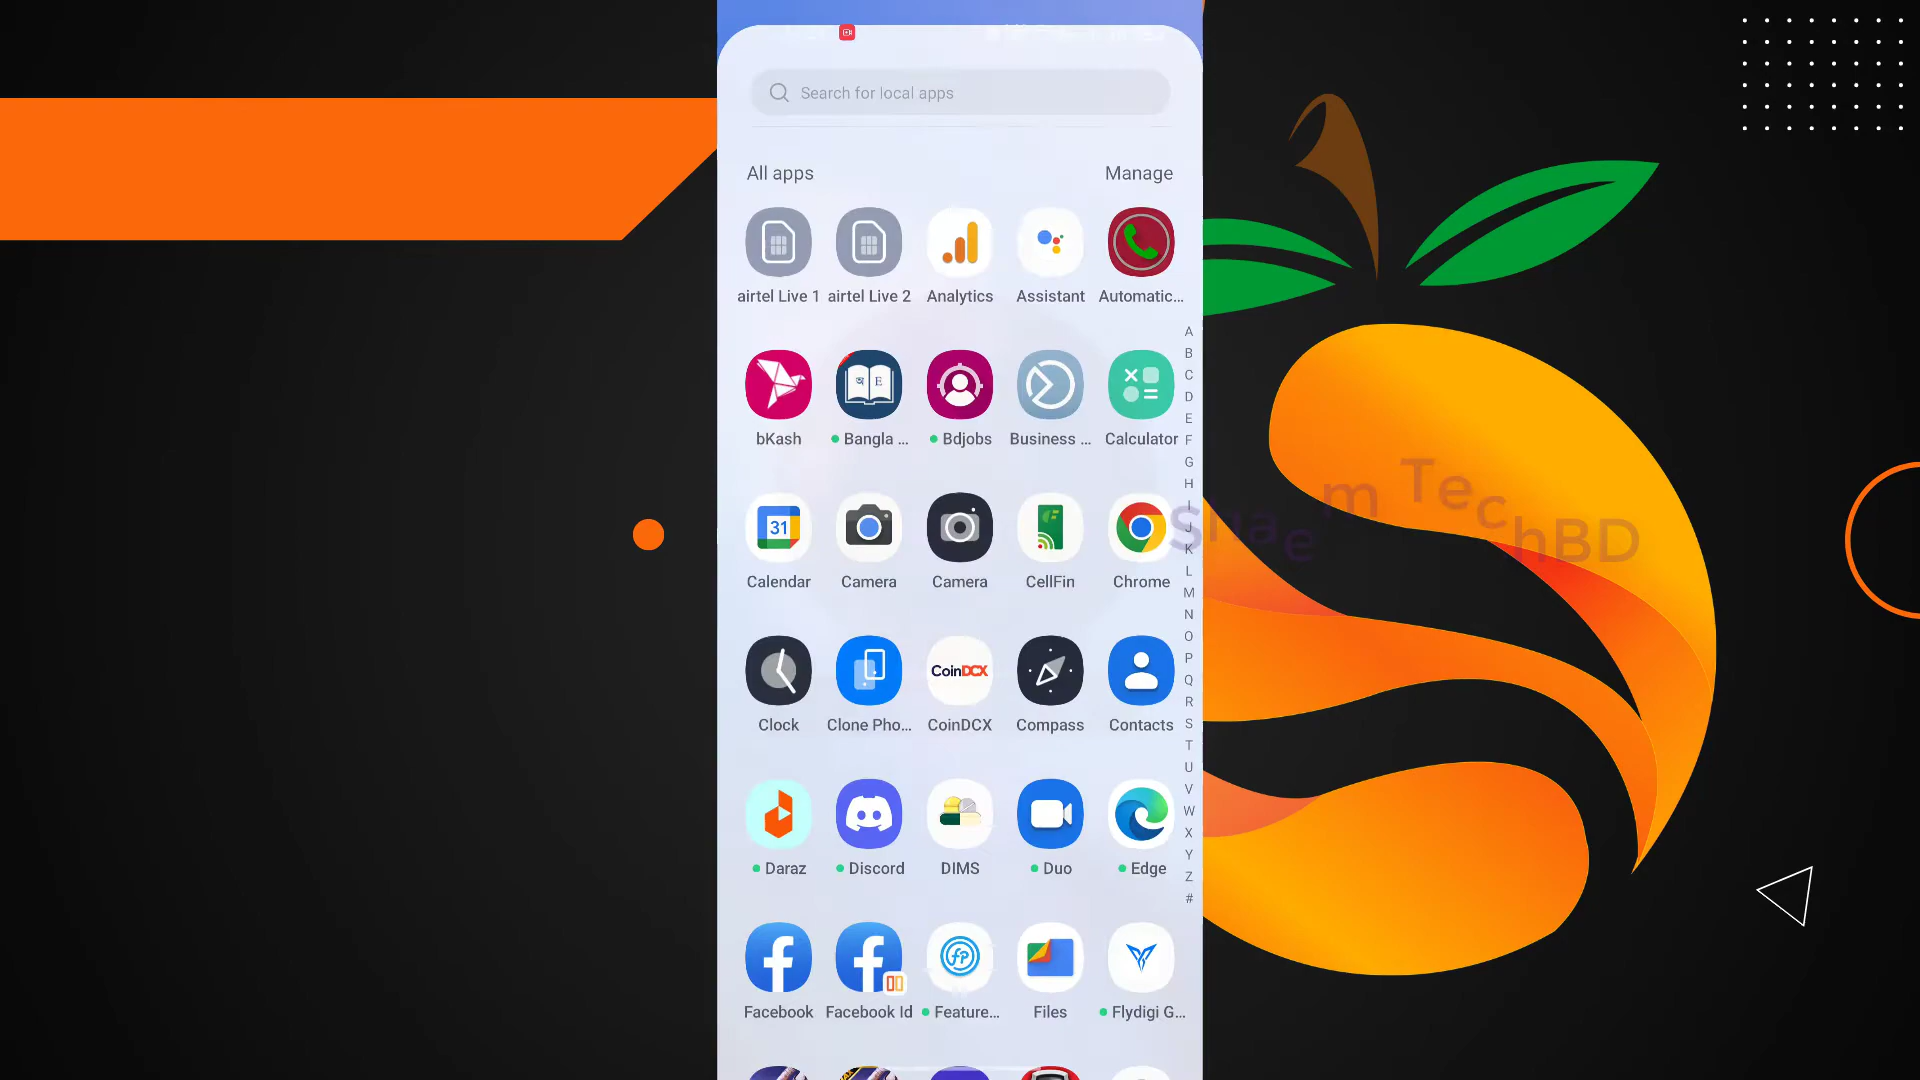 Search for local apps
All apps
Manage
airtel Live 1
airtel Live 2
Analytics
Assistant
Automatic...
bKash
অ E
Bangla ...
Bdjobs
Business ...
Calculator
31
Calendar
Camera
Camera
CellFin
Chrome
Clock
Clone Pho...
CoinDCX
CoinDCX
Compass
Contacts
Daraz
Discord
DIMS
Duo
Edge
Facebook
Facebook Id
fp
Feature...
Files
Flydigi G...
A
B
C
D
E
F
G
H
I
J
K
L
M
N
O
P
Q
R
S
T
U
V
W
X
Y
Z
#
Shaeem TechBD